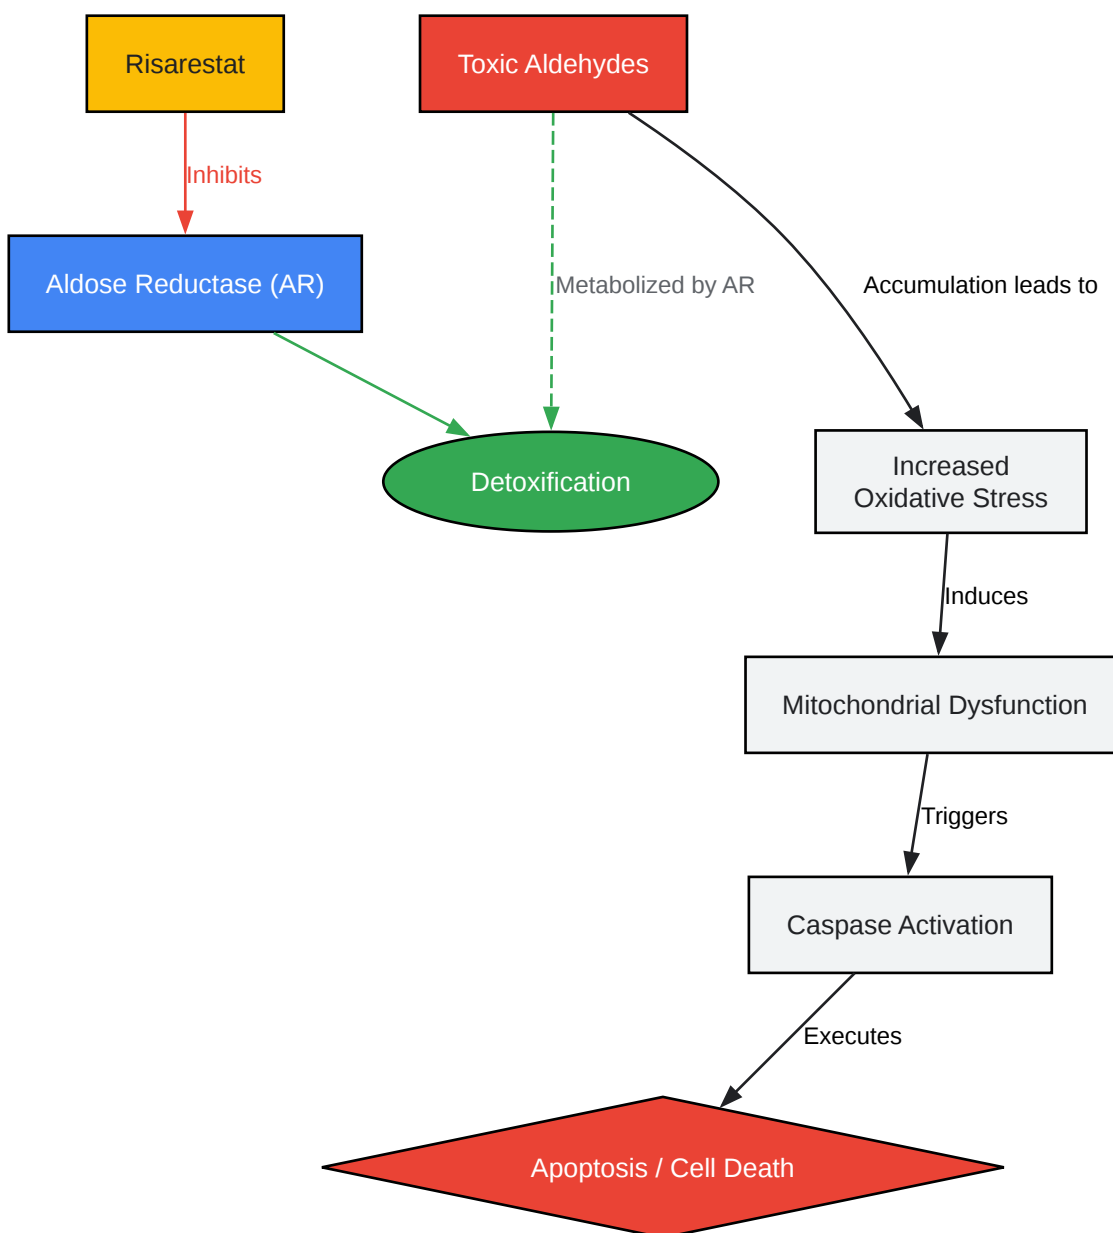 Risarestat
Toxic Aldehydes
Inhibits
Aldose Reductase (AR)
Metabolized by AR
Accumulation leads to
Detoxification
Increased
Oxidative Stress
Induces
Mitochondrial Dysfunction
Triggers
Caspase Activation
Executes
Apoptosis / Cell Death